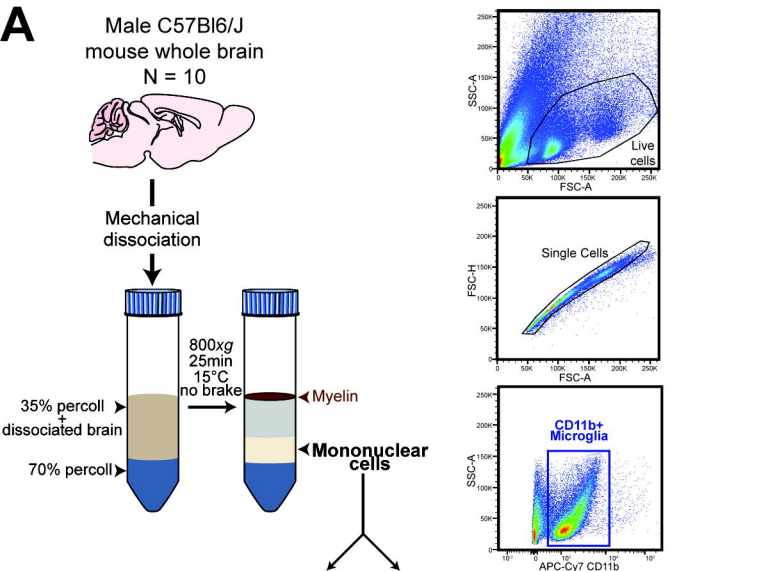 A
Male C57Bl6/J
mouse whole brain
N = 10
Mechanical
dissociation
800xg
25min
15°C
no brake
35% percoll
+
dissociated brain
70% percoll
Myelin
Mononuclear
cells
SSC-A
250K
200K
150K
100K
50K
0
0 50K 100K 150K 200K 250K
FSC-A
Live
cells
FSC-H
250K
200K
150K
100K
50K
0
0 50K 100K 150K 200K 250K
FSC-A
Single Cells
SSC-A
250K
200K
150K
100K
50K
0
0
APC-Cy7 CD11b
CD11b+
Microglia